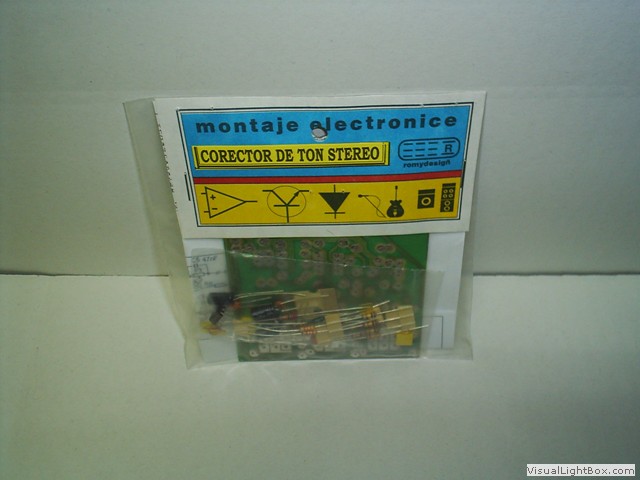 montaje electronice
CORECTOR DE TON STEREO
R
romydesign
VisualLightBox.com